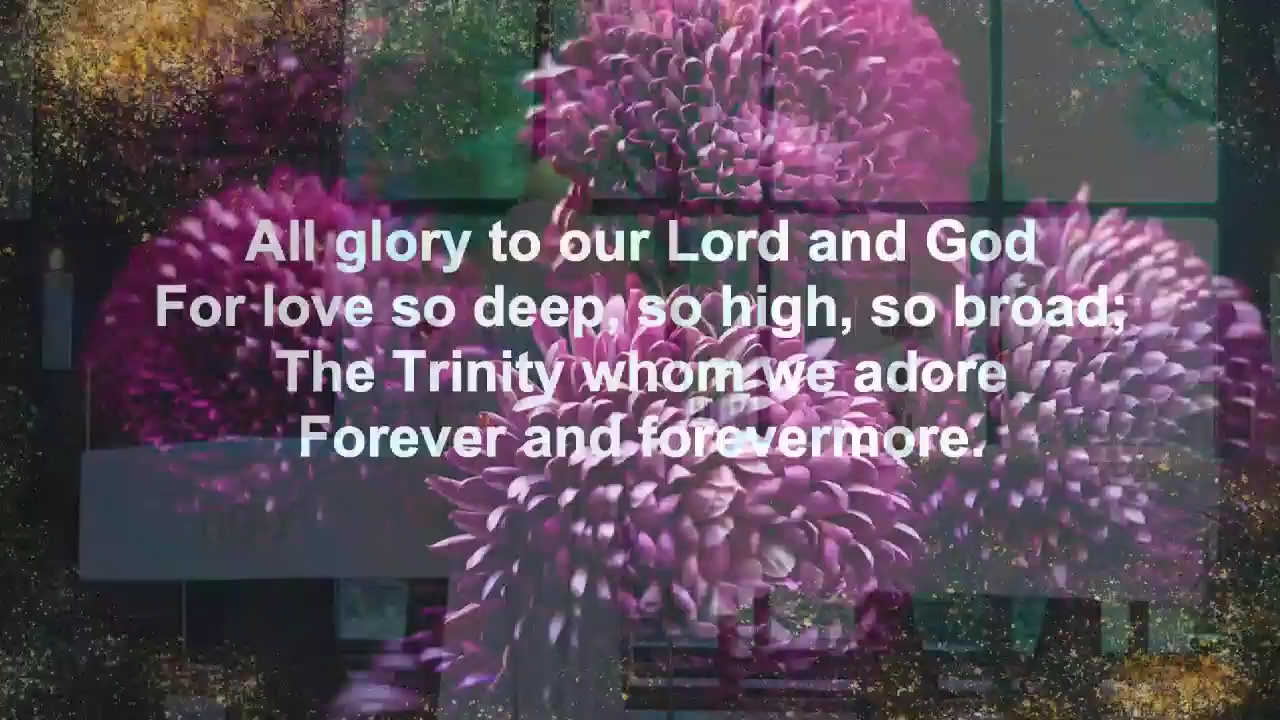 All glory to our Lord and God
For love so deep, so high, so broad;
The Trinity whom we adore
Forever and forevermore.